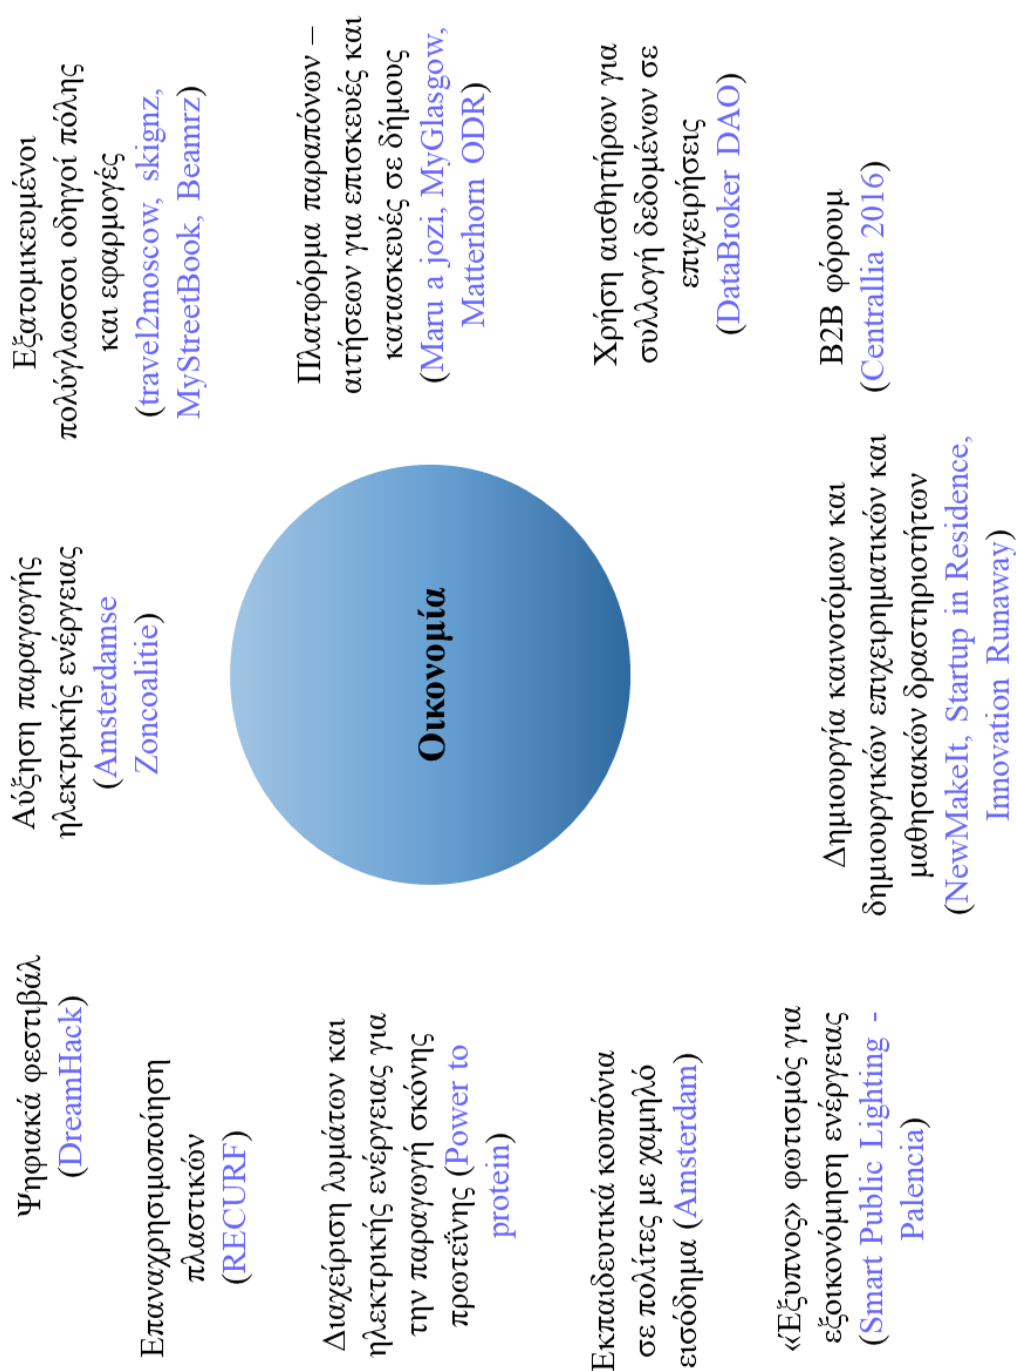 Ψηφιακά φεστιβάλ
(DreamHack)
Αύξηση παραγωγής
ηλεκτρικής ενέργειας
(Amsterdamse
Zoncoalitie)
Εξατομικευμένοι
πολύγλωσσοι οδηγοί πόλης
και εφαρμογές
(travel2moscow, skignz,
MyStreetBook, Beamrz)
Επαναχρησιμοποίηση
πλαστικών
(RECURF)
Πλατφόρμα παραπόνων –
αιτήσεων για επισκευές και
κατασκευές σε δήμους
(Maru a jozi, MyGlasgow,
Matterhorn ODR)
Διαχείριση λυμάτων και
ηλεκτρικής ενέργειας για
την παραγωγή σκόνης
πρωτεΐνης (Power to
protein)
Οικονομία
Εκπαιδευτικά κουπόνια
σε πολίτες με χαμηλό
εισόδημα (Amsterdam)
Χρήση αισθητήρων για
συλλογή δεδομένων σε
επιχειρήσεις
(DataBroker DAO)
«Έξυπνος» φωτισμός για
εξοικονόμηση ενέργειας
(Smart Public Lighting -
Palencia)
Δημιουργία καινοτόμων και
δημιουργικών επιχειρηματικών και
μαθησιακών δραστηριοτήτων
(NewMakeIt, Startup in Residence,
Innovation Runaway)
B2B φόρουμ
(Centrallia 2016)